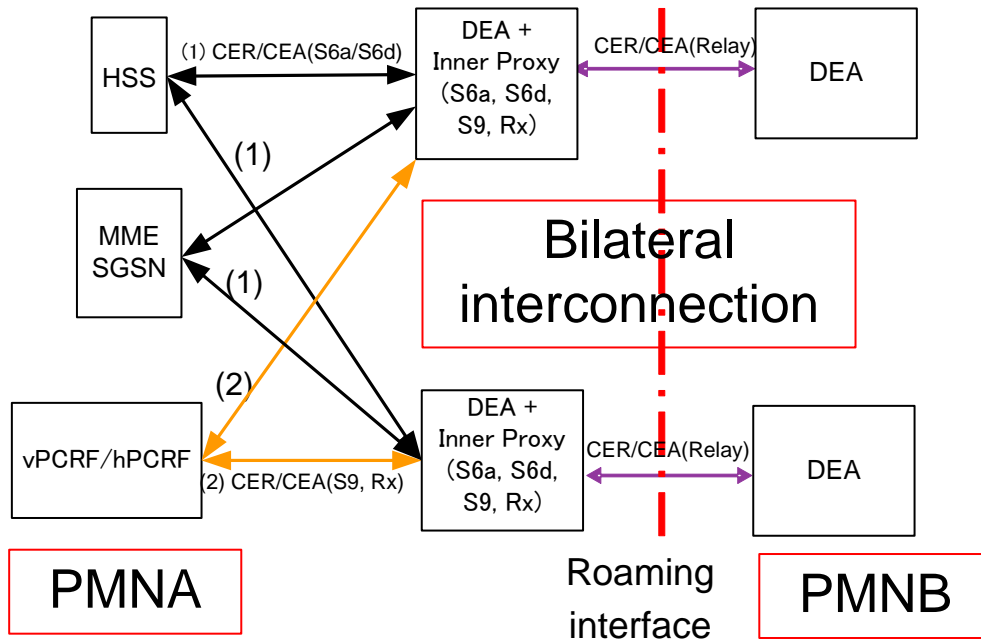 HSS
(1) CER/CEA(S6a/S6d)
DEA +
Inner Proxy
(S6a, S6d,
S9, Rx)
CER/CEA(Relay)
DEA
(1)
MME
SGSN
(1)
Bilateral
interconnection
(2)
vPCRF/hPCRF
(2) CER/CEA(S9, Rx)
DEA +
Inner Proxy
(S6a, S6d,
S9, Rx)
CER/CEA(Relay)
DEA
PMNA
Roaming
interface
PMNB